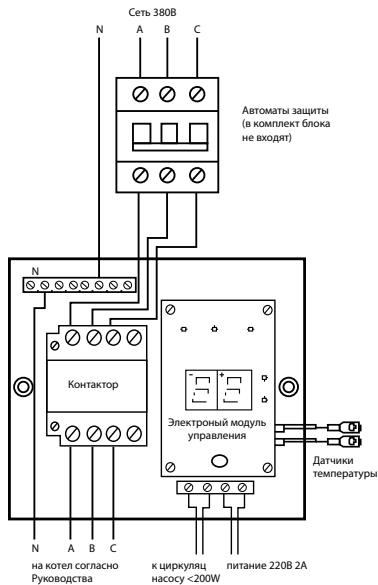 Сеть 380В
N A B C
Автоматы защиты
(в комплект блока
не входят)
N
Контактор
Электроный модуль
управления
Датчики
температуры
N A B C
на котел согласно
Руководства
к циркуляц
насосу <200W
питание 220В 2А